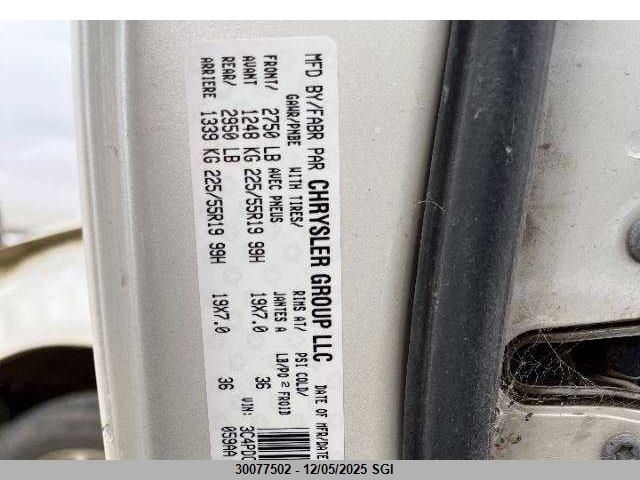 MFD BY/FABR PAR CHRYSLER GROUP LLC DATE OF MFR/DATE
GAWR/PNBE WITH TIRES/ RIMS AT/ PSI COLD/
AVEC PNEUS JANTES A LB/PO 2 FROID
FRONT/ 2750 LB
AVANT 1248 KG 225/55R19 99H 19X7.0 36
REAR/ 2950 LB
ARRIERE 1339 KG 225/55R19 99H 19X7.0 36
VIN: 3C4PDC
059AA
30077502 - 12/05/2025 SGI